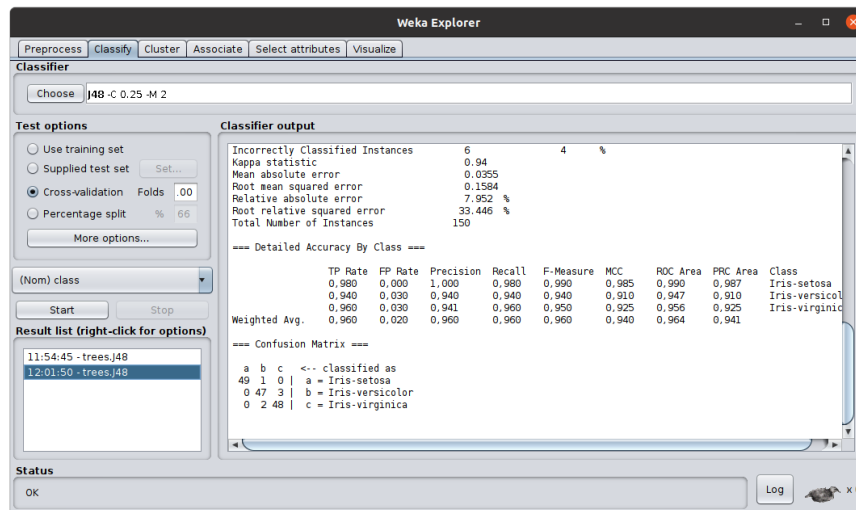 Weka Explorer
Preprocess Classify Cluster Associate Select attributes Visualize
Classifier
Choose J48 -C 0.25 -M 2
Test options
Use training set
Supplied test set Set...
Cross-validation Folds .00
Percentage split % 66
More options...
(Nom) class
Start Stop
Result list (right-click for options)
11:54:45 - trees.J48
12:01:50 - trees.J48
Classifier output
Incorrectly Classified Instances 6 4 %
Kappa statistic 0.94
Mean absolute error 0.0355
Root mean squared error 0.1584
Relative absolute error 7.952 %
Root relative squared error 33.446 %
Total Number of Instances 150
=== Detailed Accuracy By Class ===
TP Rate FP Rate Precision Recall F-Measure MCC ROC Area PRC Area Class
0,980 0,000 1,000 0,980 0,990 0,985 0,990 0,987 Iris-setosa
0,940 0,030 0,940 0,940 0,940 0,910 0,947 0,910 Iris-versicol
0,960 0,030 0,941 0,960 0,950 0,925 0,956 0,925 Iris-virginic
Weighted Avg. 0,960 0,020 0,960 0,960 0,960 0,940 0,964 0,941
=== Confusion Matrix ===
a b c <-- classified as
49 1 0 | a = Iris-setosa
0 47 3 | b = Iris-versicolor
0 2 48 | c = Iris-virginica
Status
OK
Log
x